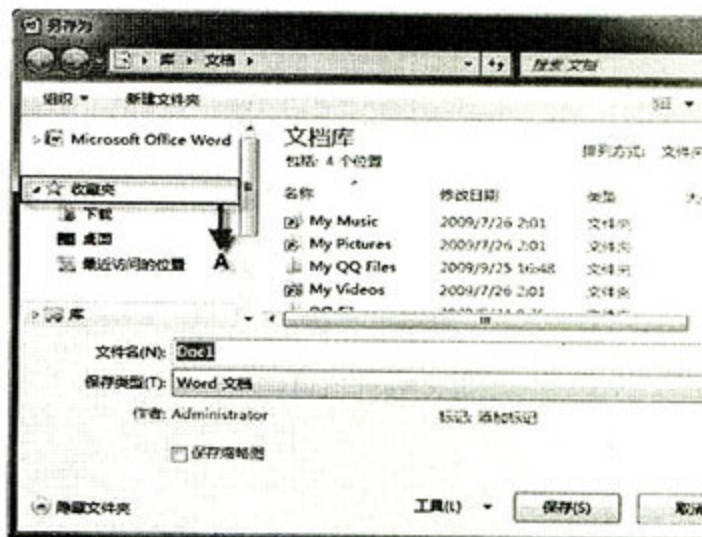 另存为
库 文档 搜索 文档
组织 新建文件夹
Microsoft Office Word
文档库
包括: 4 个位置
排列方式: 文件
收藏夹
名称 修改日期 类型
下载
My Music 2009/7/26 2:01 文件夹
桌面
My Pictures 2009/7/26 2:01 文件夹
最近访问的位置 A
My QQ Files 2009/9/25 16:48 文件夹
My Videos 2009/7/26 2:01 文件夹
库
文件名(N): Doc1
保存类型(T): Word 文档
作者: Administrator 标记: 添加标记
保存缩略图
隐藏文件夹 工具(L) 保存(S) 取消